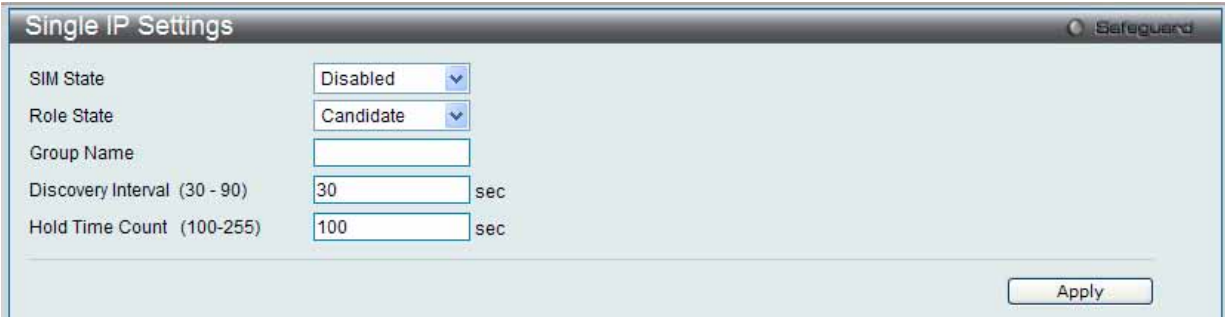 Single IP Settings
Safeguard
SIM State Disabled
Role State Candidate
Group Name
Discovery Interval (30 - 90) 30 sec
Hold Time Count (100-255) 100 sec
Apply